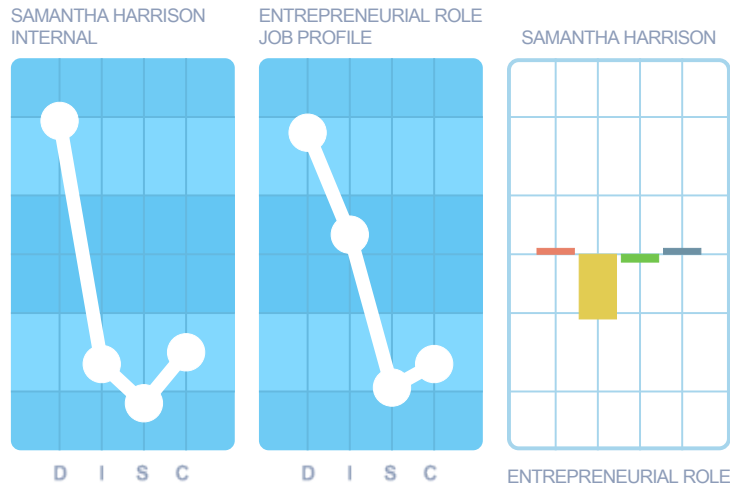 SAMANTHA HARRISON
INTERNAL
ENTREPRENEURIAL ROLE
JOB PROFILE
SAMANTHA HARRISON
D I S C
D I S C
ENTREPRENEURIAL ROLE